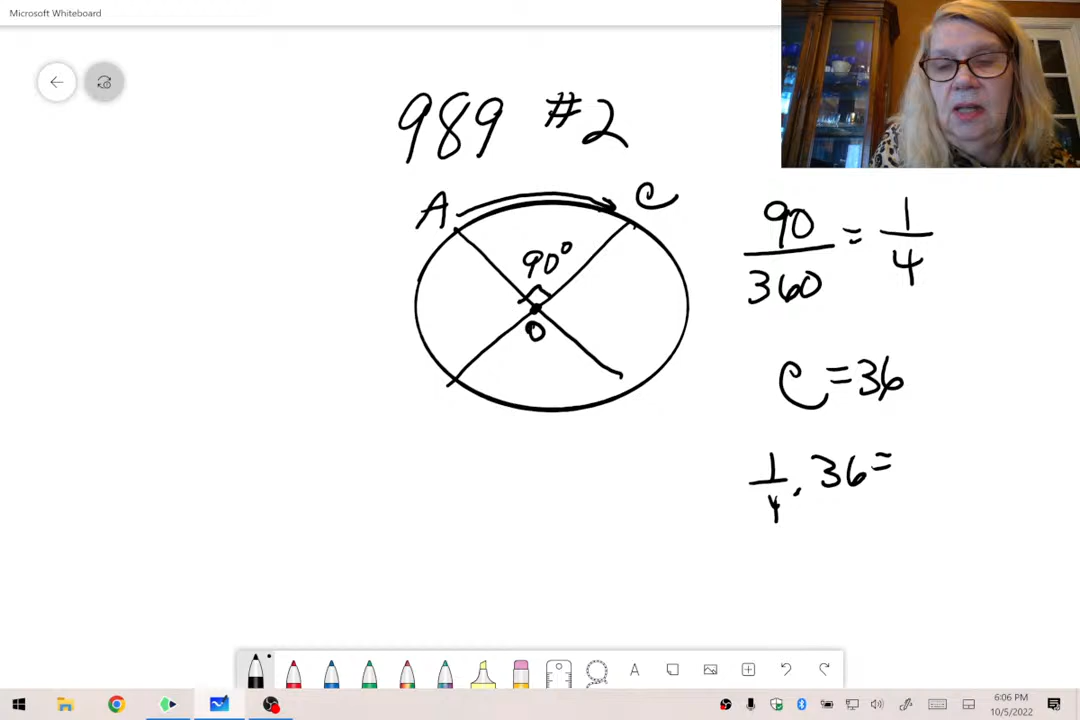 Microsoft Whiteboard
989 #2
A
C
90°
O
90/360 = 1/4
C = 36
1/4 · 36 =
A
6:06 PM
10/5/2022